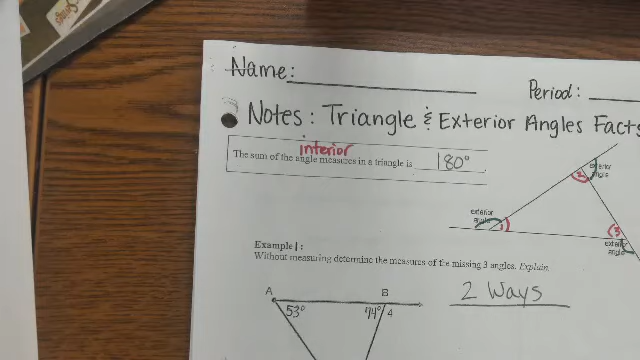 Name:
Period:
Notes: Triangle & Exterior Angles Facts
interior
The sum of the angle measures in a triangle is 180°.
exterior
angle
2
exterior
angle
1
3
exterior
angle
Example 1:
Without measuring determine the measures of the missing 3 angles. Explain.
2 Ways
A B
53° 44° 4